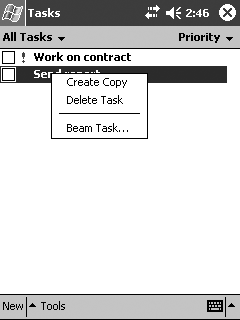 Tasks 2:46
All Tasks Priority
! Work on contract
Send report
Create Copy
Delete Task
Beam Task...
New Tools